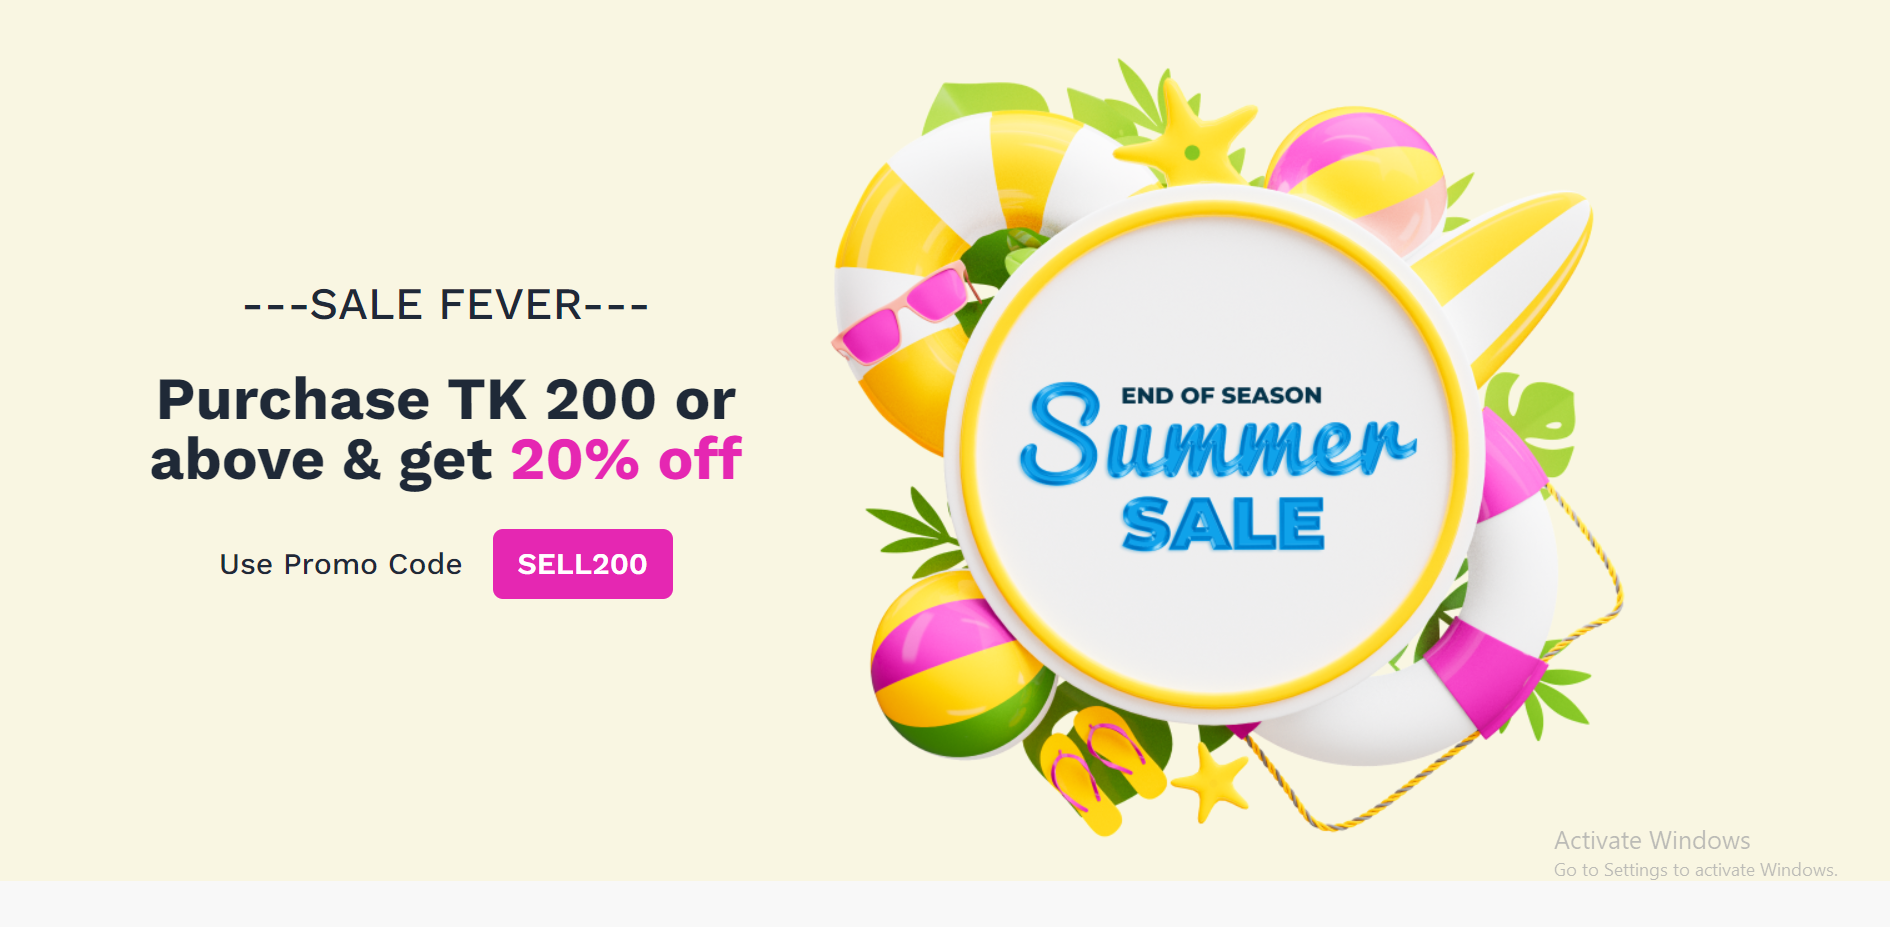 ---SALE FEVER---
Purchase TK 200 or
above & get 20% off
Use Promo Code SELL200
END OF SEASON
Summer
SALE
Activate Windows
Go to Settings to activate Windows.